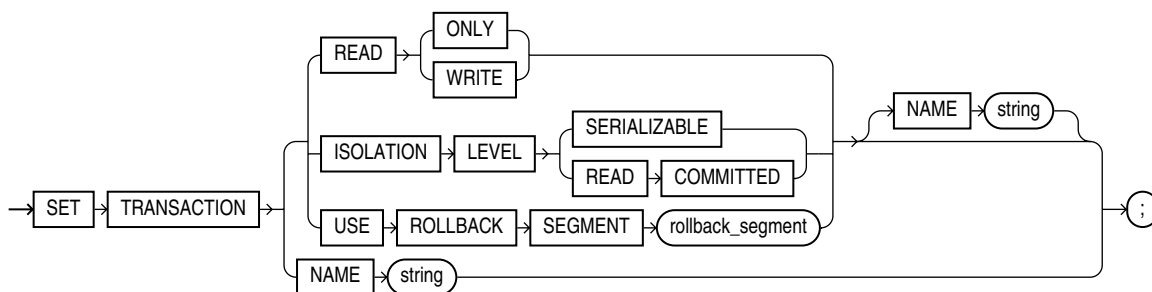 ONLY
READ
WRITE
NAME string
SERIALIZABLE
ISOLATION LEVEL
READ COMMITTED
SET TRANSACTION ;
USE ROLLBACK SEGMENT rollback_segment
NAME string